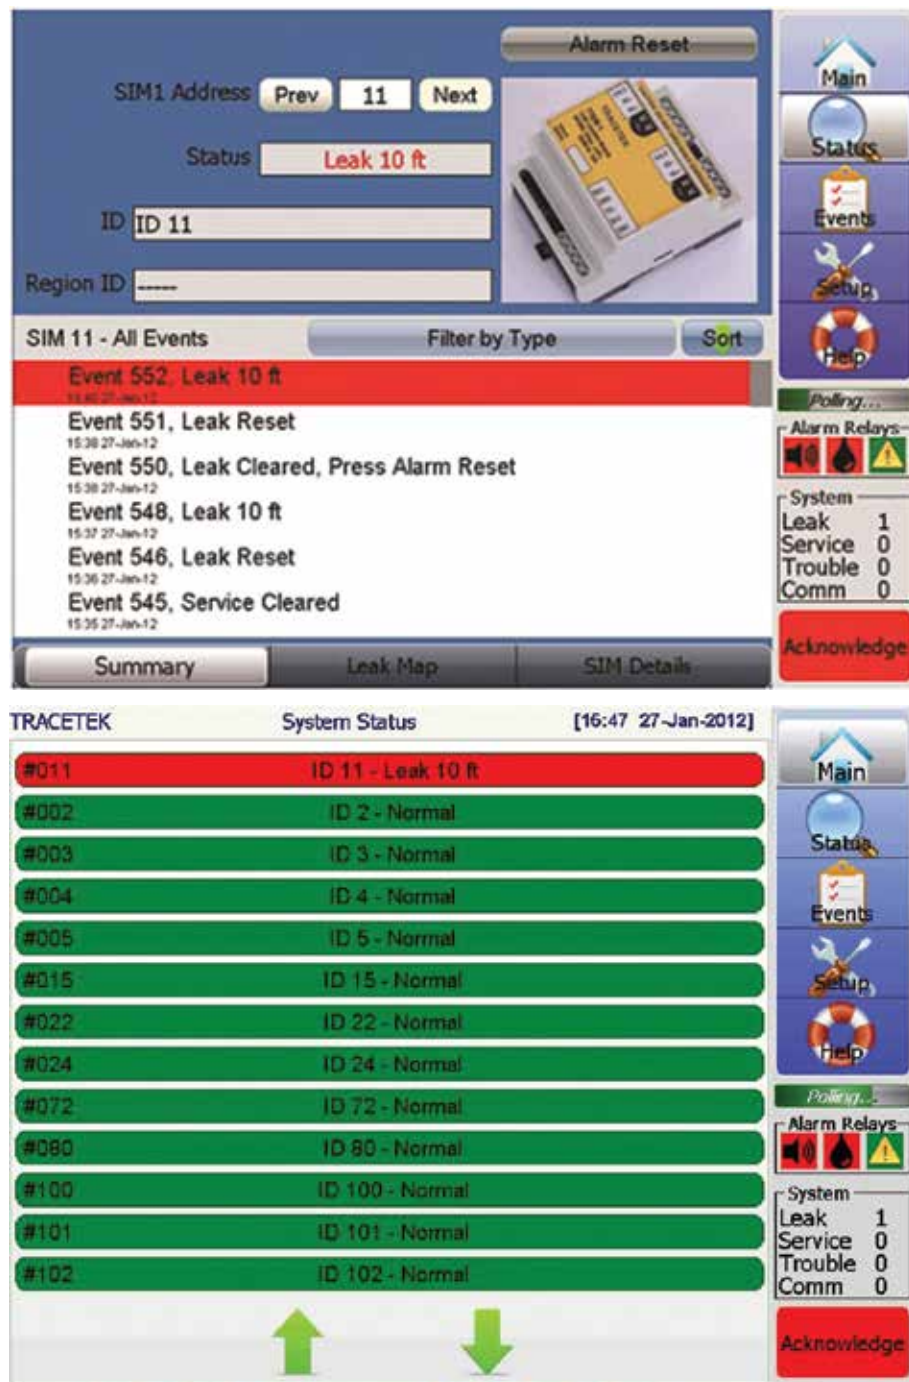 Alarm Reset
SIM1 Address Prev 11 Next
Status Leak 10 ft
ID ID 11
Region ID -----
SIM 11 - All Events Filter by Type Sort
Event 552, Leak 10 ft
Event 551, Leak Reset
15:38 27-Jan-12
Event 550, Leak Cleared, Press Alarm Reset
15:38 27-Jan-12
Event 548, Leak 10 ft
15:37 27-Jan-12
Event 546, Leak Reset
15:36 27-Jan-12
Event 545, Service Cleared
15:35 27-Jan-12
Summary Leak Map SIM Details
Main
Status
Events
Setup
Help
Polling...
Alarm Relays
System
Leak 1
Service 0
Trouble 0
Comm 0
Acknowledge
TRACETEK System Status [16:47 27-Jan-2012]
#011 ID 11 - Leak 10 ft
#002 ID 2 - Normal
#003 ID 3 - Normal
#004 ID 4 - Normal
#005 ID 5 - Normal
#015 ID 15 - Normal
#022 ID 22 - Normal
#024 ID 24 - Normal
#072 ID 72 - Normal
#080 ID 80 - Normal
#100 ID 100 - Normal
#101 ID 101 - Normal
#102 ID 102 - Normal
Main
Status
Events
Setup
Help
Polling...
Alarm Relays
System
Leak 1
Service 0
Trouble 0
Comm 0
Acknowledge